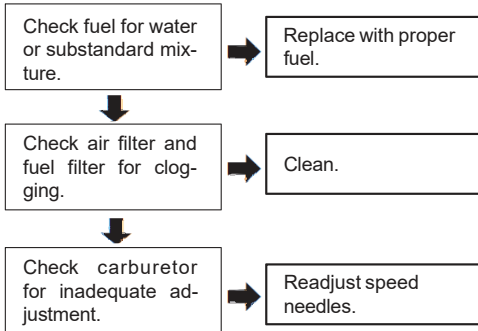 Check fuel for water
or substandard mix-
ture.
Replace with proper
fuel.
Check air filter and
fuel filter for clog-
ging.
Clean.
Check carburetor
for inadequate ad-
justment.
Readjust speed
needles.